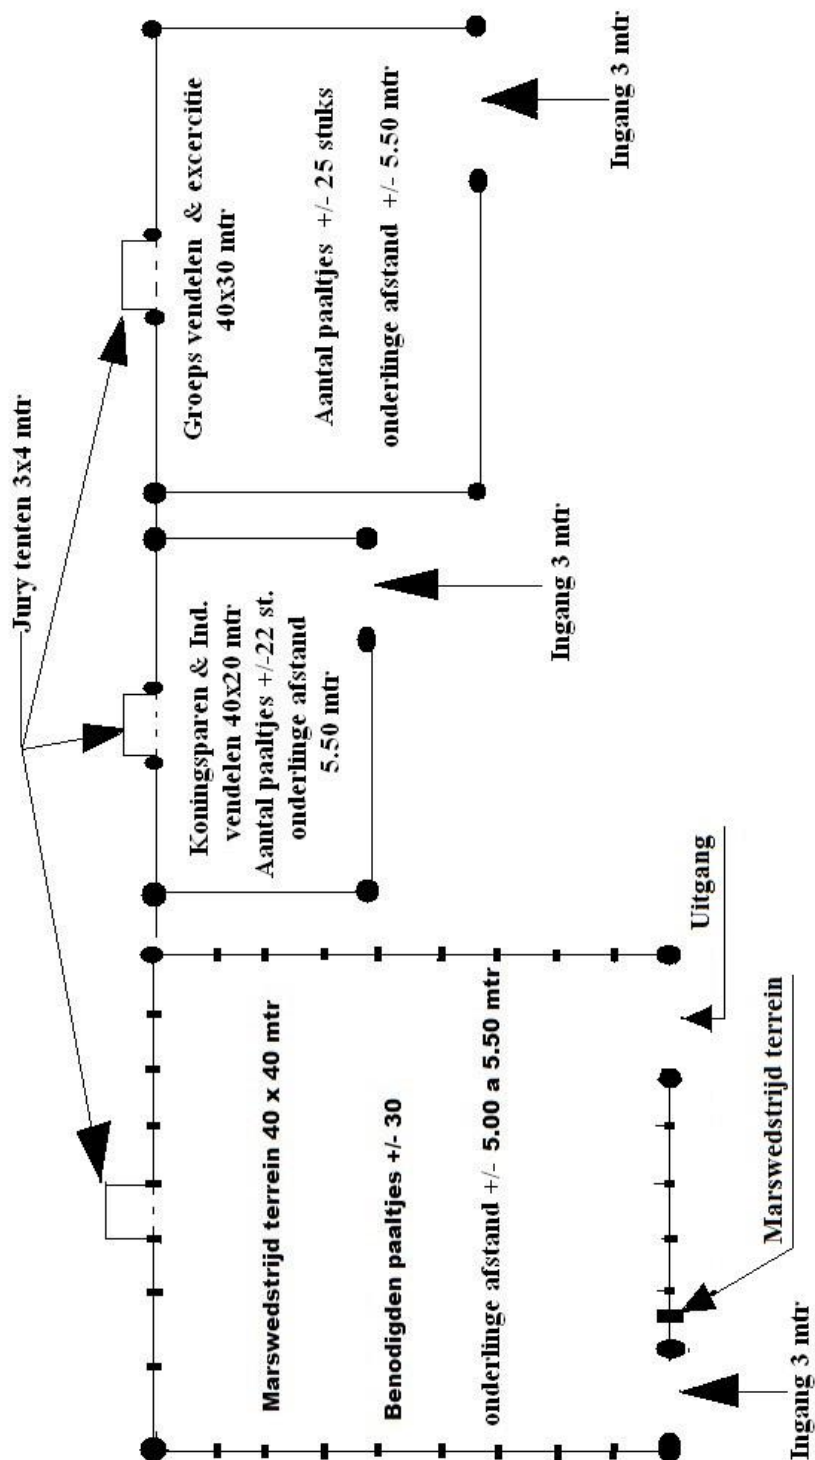 Jury tenten 3x4 mtr
Marswedstrijd terrein 40 x 40 mtr
Benodigden paaltjes +/- 30
onderlinge afstand +/- 5.00 a 5.50 mtr
Koningsparen & Ind.
vendelen 40x20 mtr
Aantal paaltjes +/-22 st.
onderlinge afstand
5.50 mtr
Groeps vendelen & excercitie
40x30 mtr
Aantal paaltjes +/- 25 stuks
onderlinge afstand +/- 5.50 mtr
Ingang 3 mtr
Marswedstrijd terrein
Uitgang
Ingang 3 mtr
Ingang 3 mtr